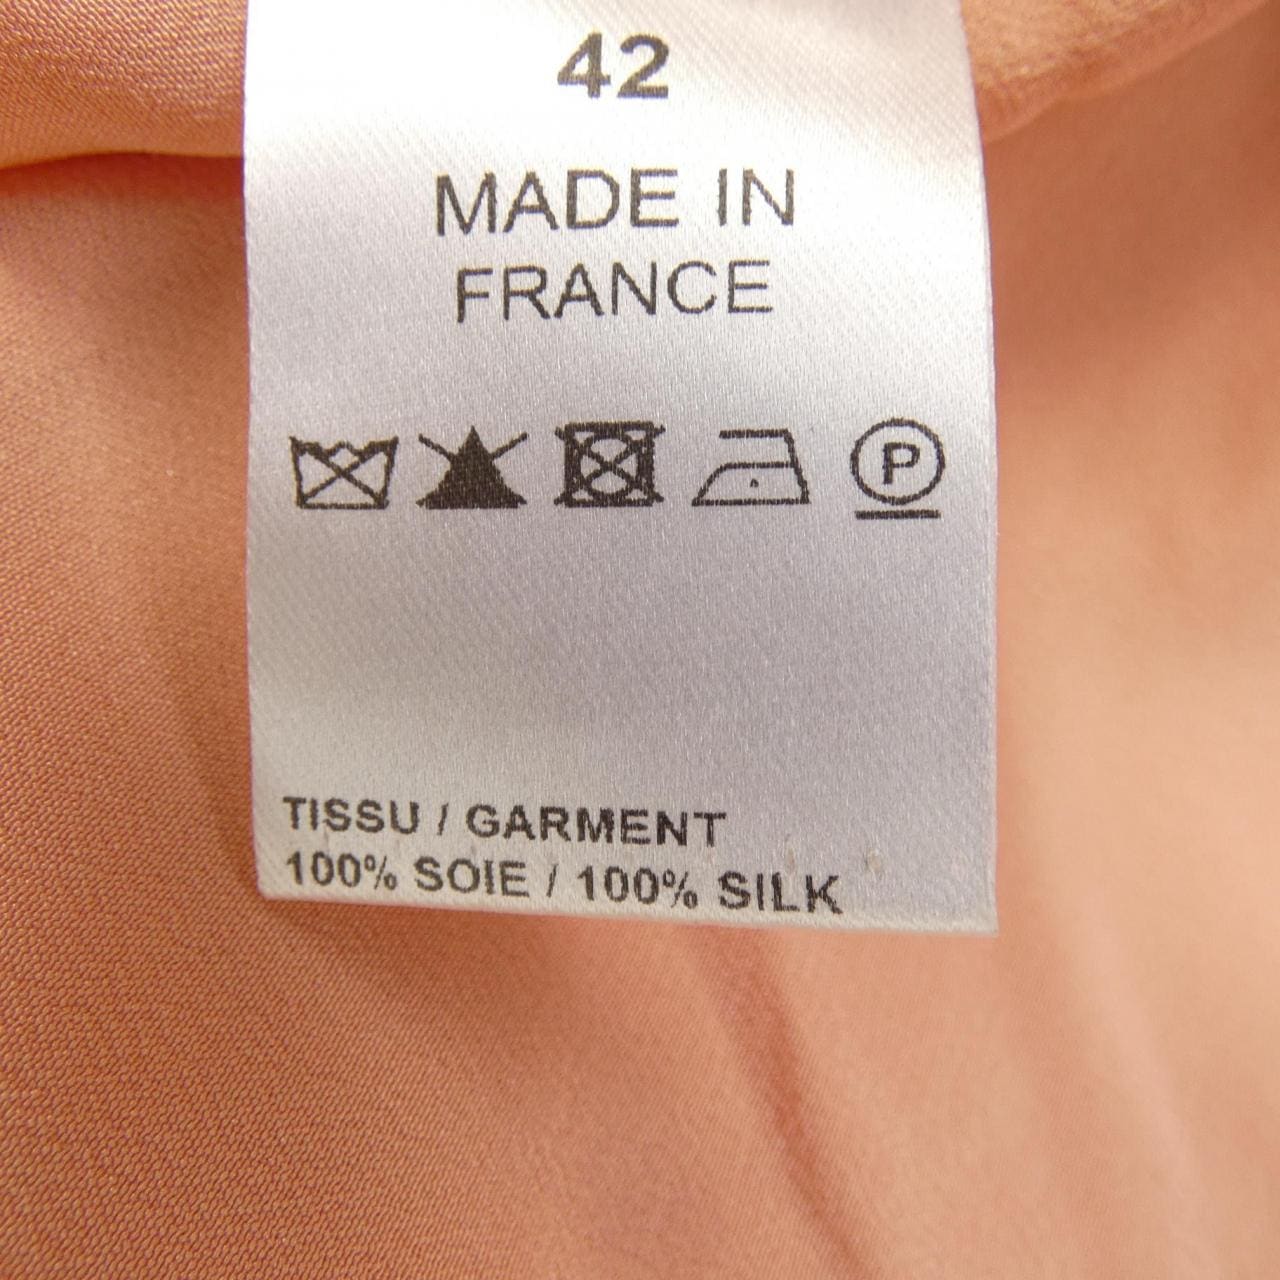 42
MADE IN
FRANCE
P
TISSU / GARMENT
100% SOIE / 100% SILK